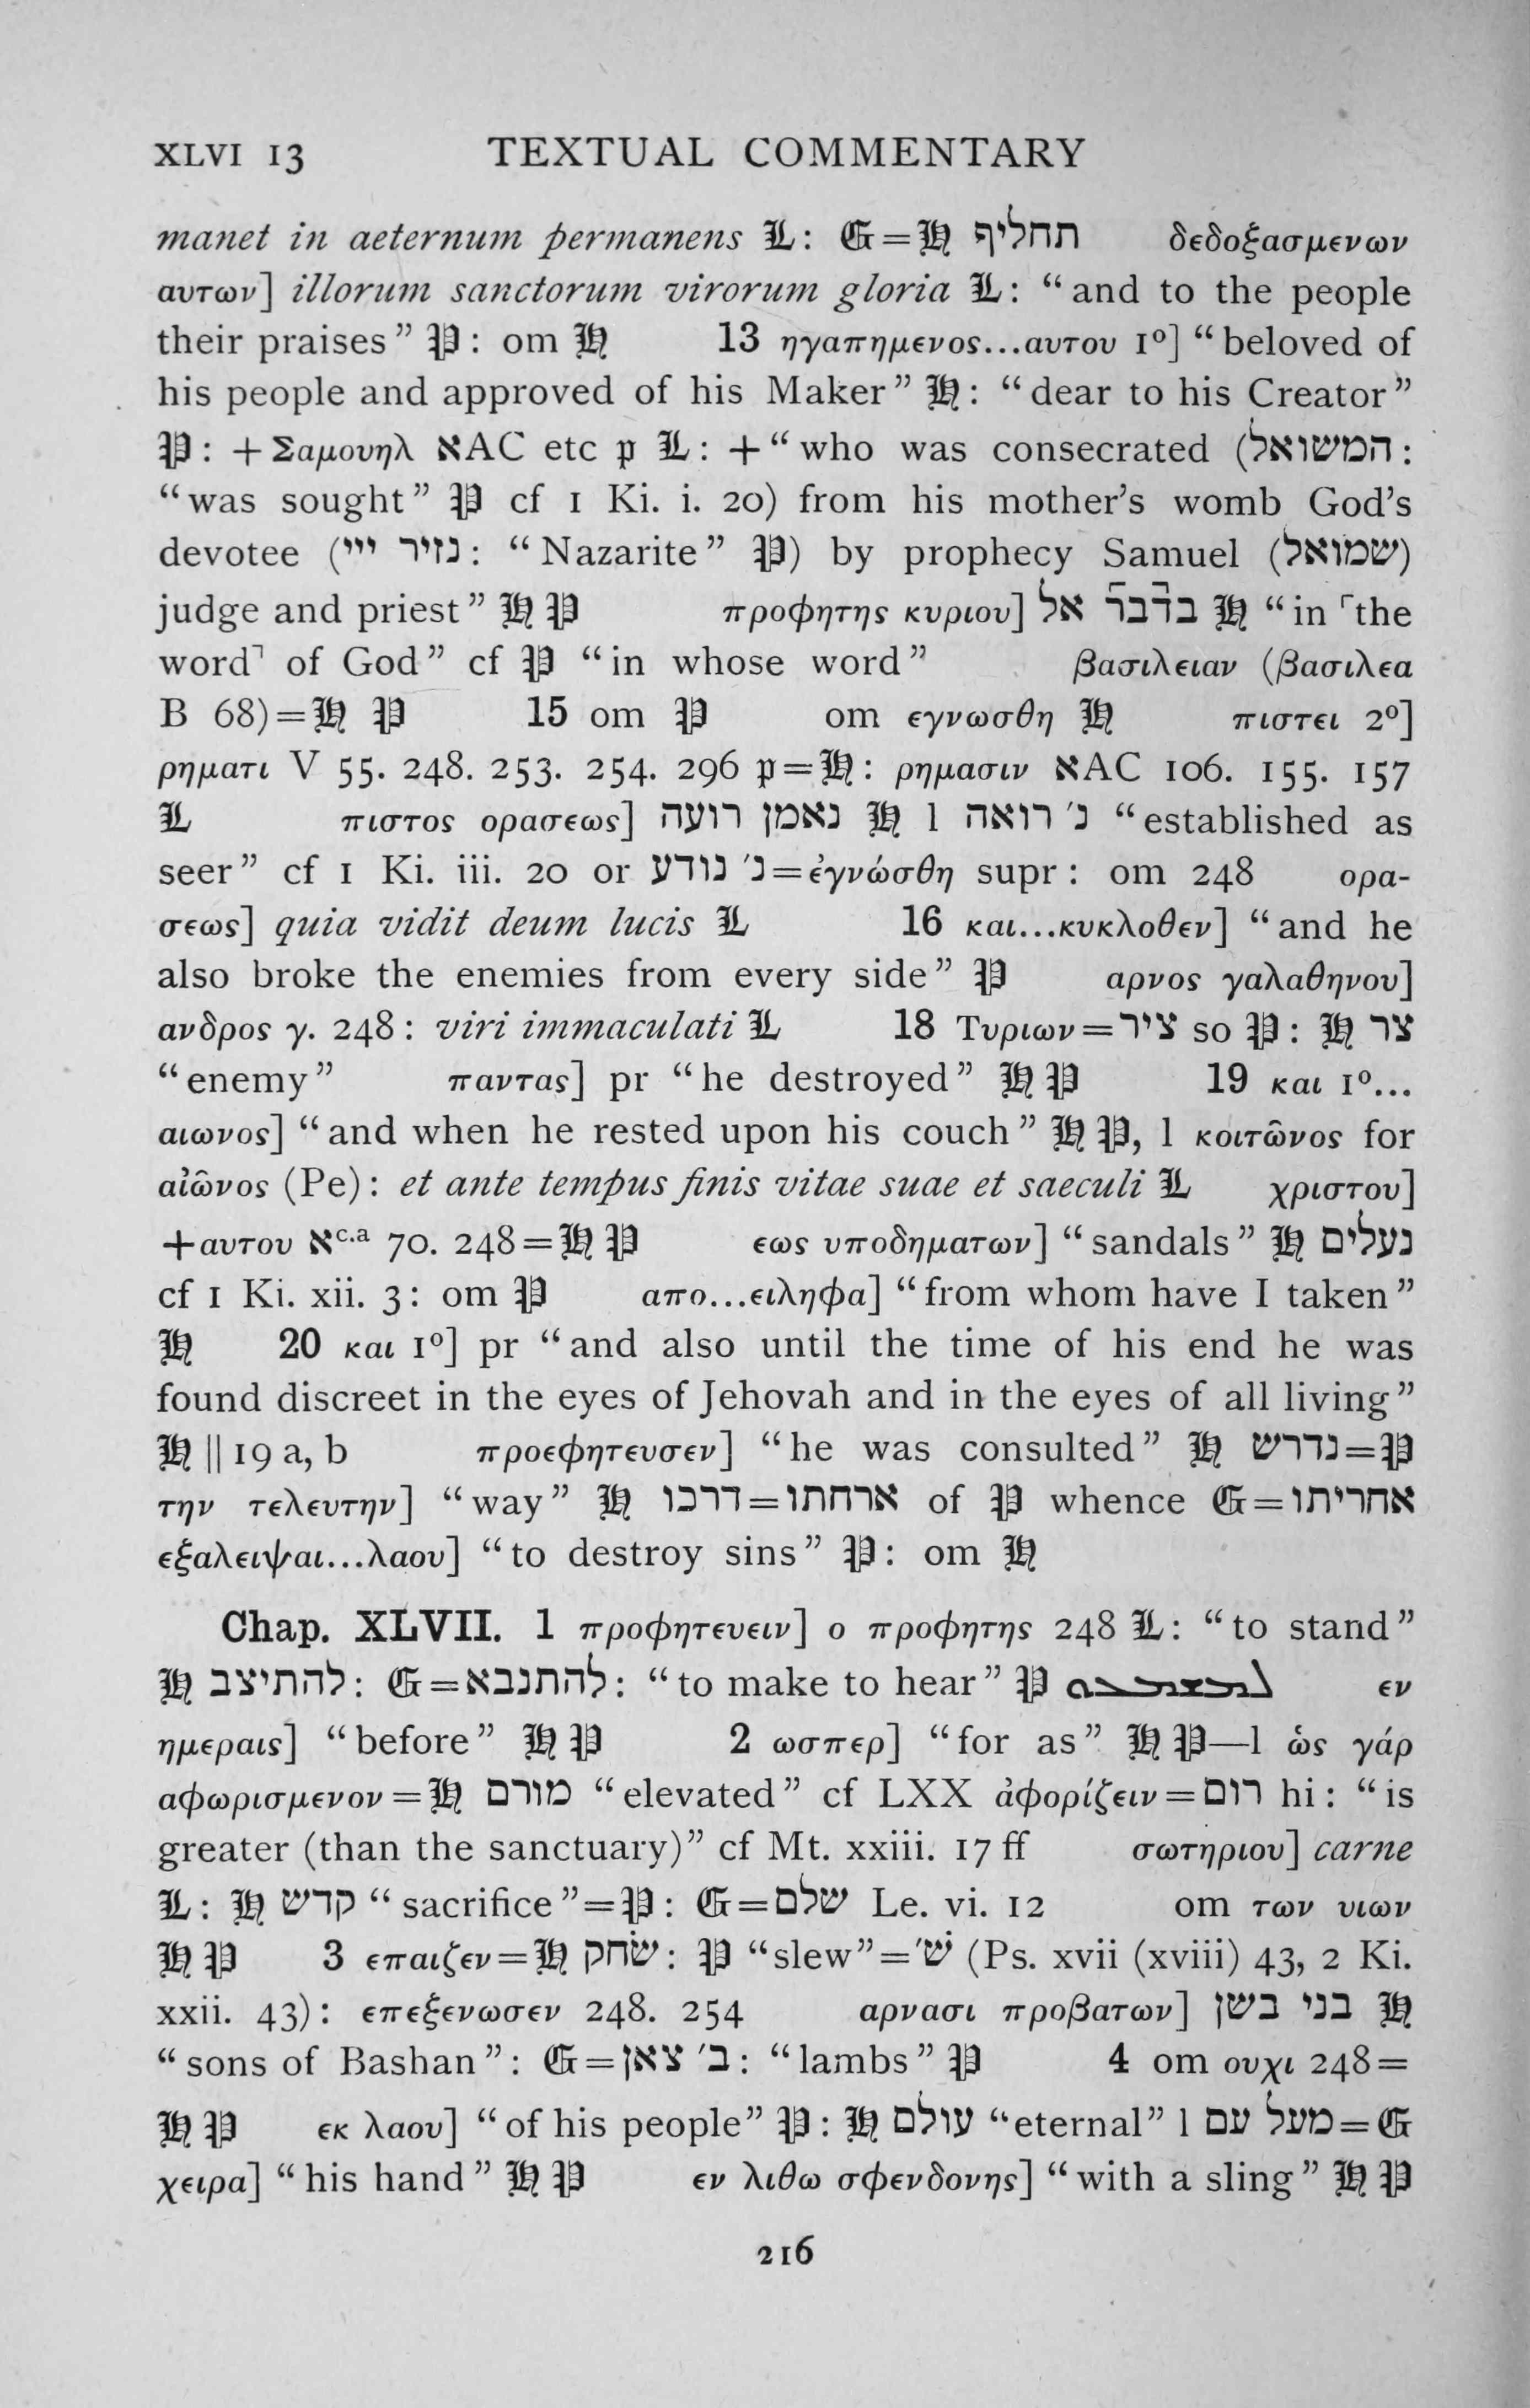 XLVI 13 TEXTUAL COMMENTARY
manet in aeternum permanens 𝕷: 𝕲=𝕳 תחליף δεδοξασμενων
αυτων] illorum sanctorum virorum gloria 𝕷: “and to the people
their praises” 𝕻: om 𝕳 13 ηγαπημενος...αυτου 1º] “beloved of
his people and approved of his Maker” 𝕳: “dear to his Creator”
𝕻: +Σαμουηλ אAC etc 𝔭 𝕷: +“who was consecrated (המשואל:
“was sought” 𝕻 cf 1 Ki. i. 20) from his mother’s womb God’s
devotee (נזיר ייי: “Nazarite” 𝕻) by prophecy Samuel (שמואל)
judge and priest” 𝕳 𝕻 προφητης κυριου] בדבר אל 𝕳 “in ⌜the
word⌝ of God” cf 𝕻 “in whose word” βασιλειαν (βασιλεα
B 68)=𝕳 𝕻 15 om 𝕻 om εγνωσθη 𝕳 πιστει 2º]
ρηματι V 55. 248. 253. 254. 296 𝔭=𝕳: ρημασιν אAC 106. 155. 157
𝕷 πιστος ορασεως] נאמן רועה 𝕳 l נ׳ רואה “established as
seer” cf 1 Ki. iii. 20 or נ׳ נודע=ἐγνώσθη supr: om 248 ορα-
σεως] quia vidit deum lucis 𝕷 16 και...κυκλοθεν] “and he
also broke the enemies from every side” 𝕻 αρνος γαλαθηνου]
ανδρος γ. 248: viri immaculati 𝕷 18 Τυριων=ציר so 𝕻: 𝕳 צר
“enemy” παντας] pr “he destroyed” 𝕳 𝕻 19 και 1º...
αιωνος] “and when he rested upon his couch” 𝕳 𝕻, l κοιτῶνος for
αἰῶνος (Pe): et ante tempus finis vitae suae et saeculi 𝕷 χριστου]
+αυτου אc.a 70. 248=𝕳 𝕻 εως υποδηματων] “sandals” 𝕳 נעלים
cf 1 Ki. xii. 3: om 𝕻 απο...ειληφα] “from whom have I taken”
𝕳 20 και 1º] pr “and also until the time of his end he was
found discreet in the eyes of Jehovah and in the eyes of all living”
𝕳 || 19 a, b προεφητευσεν] “he was consulted” 𝕳 נדרש=𝕻
την τελευτην] “way” 𝕳 דרכו=ארחתו of 𝕻 whence 𝕲=אחריתו
εξαλειψαι...λαου] “to destroy sins” 𝕻: om 𝕳
Chap. XLVII. 1 προφητευειν] ο προφητης 248 𝕷: “to stand”
𝕳 להתיצב: 𝕲=להתנבא: “to make to hear” 𝕻 εν
ημεραις] “before” 𝕳 𝕻 2 ωσπερ] “for as” 𝕳 𝕻—l ὡς γάρ
αφωρισμενον=𝕳 מורם “elevated” cf LXX ἀφορίζειν=רום hi: “is
greater (than the sanctuary)” cf Mt. xxiii. 17 ff σωτηριου] carne
𝕷: 𝕳 קדש “sacrifice”=𝕻: 𝕲=שלם Le. vi. 12 om των υιων
𝕳 𝕻 3 επαιζεν=𝕳 שׂחק: 𝕻 “slew”=שׁ׳ (Ps. xvii (xviii) 43, 2 Ki.
xxii. 43): επεξενωσεν 248. 254 αρνασι προβατων] בני בשן 𝕳
“sons of Bashan”: 𝕲=ב׳ צאן: “lambs” 𝕻 4 om ουχι 248=
𝕳 𝕻 εκ λαου] “of his people” 𝕻: 𝕳 עולם “eternal” l מעל עם=𝕲
χειρα] “his hand” 𝕳 𝕻 εν λιθω σφενδονης] “with a sling” 𝕳 𝕻
216